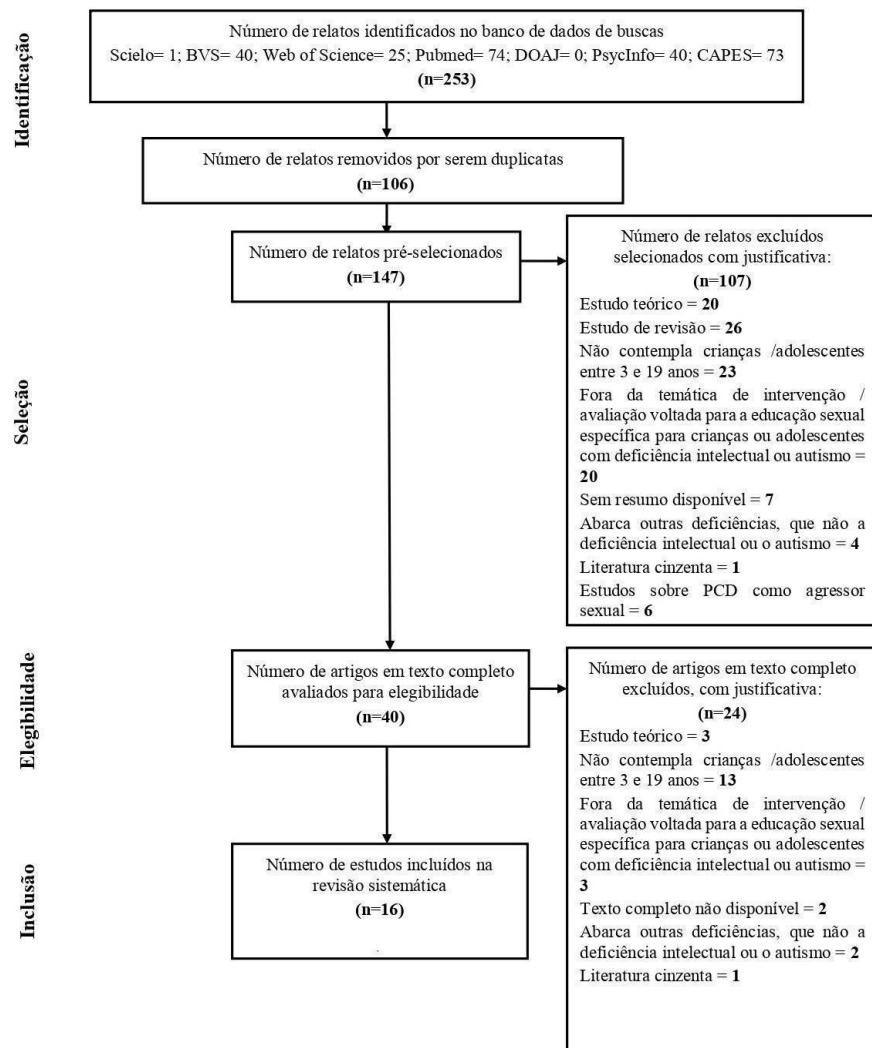 Identificação
Número de relatos identificados no banco de dados de buscas
Scielo= 1; BVS= 40; Web of Science= 25; Pubmed= 74; DOAJ= 0; PsycInfo= 40; CAPES= 73
(n=253)
Número de relatos removidos por serem duplicatas
(n=106)
Seleção
Número de relatos pré-selecionados
(n=147)
Número de relatos excluídos
selecionados com justificativa:
(n=107)
Estudo teórico = 20
Estudo de revisão = 26
Não contempla crianças /adolescentes
entre 3 e 19 anos = 23
Fora da temática de intervenção /
avaliação voltada para a educação sexual
específica para crianças ou adolescentes
com deficiência intelectual ou autismo =
20
Sem resumo disponível = 7
Abarca outras deficiências, que não a
deficiência intelectual ou o autismo = 4
Literatura cinzenta = 1
Estudos sobre PCD como agressor
sexual = 6
Elegibilidade
Número de artigos em texto completo
avaliados para elegibilidade
(n=40)
Número de artigos em texto completo
excluídos, com justificativa:
(n=24)
Estudo teórico = 3
Não contempla crianças /adolescentes
entre 3 e 19 anos = 13
Fora da temática de intervenção /
avaliação voltada para a educação sexual
específica para crianças ou adolescentes
com deficiência intelectual ou autismo =
3
Texto completo não disponível = 2
Abarca outras deficiências, que não a
deficiência intelectual ou o autismo = 2
Literatura cinzenta = 1
Inclusão
Número de estudos incluídos na
revisão sistemática
(n=16)